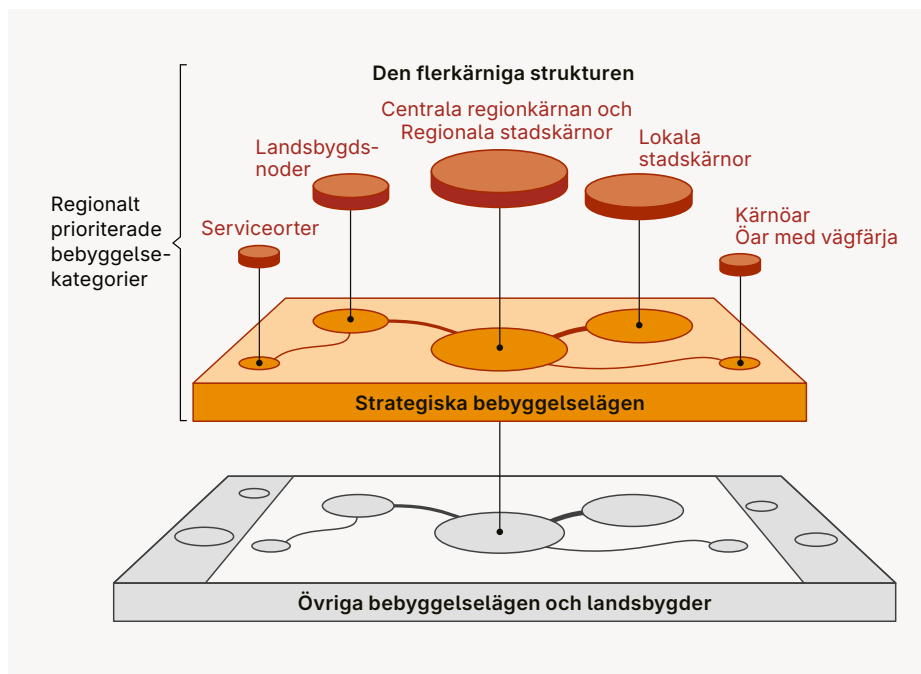 Den flerkärniga strukturen
Centrala regionkärnan och
Regionala stadskärnor
Landsbygds-
noder
Lokala
stadskärnor
Regionalt
prioriterade
bebyggelse-
kategorier
Serviceorter
Kärnöar
Öar med vägfärja
Strategiska bebyggelselägen
Övriga bebyggelselägen och landsbygder